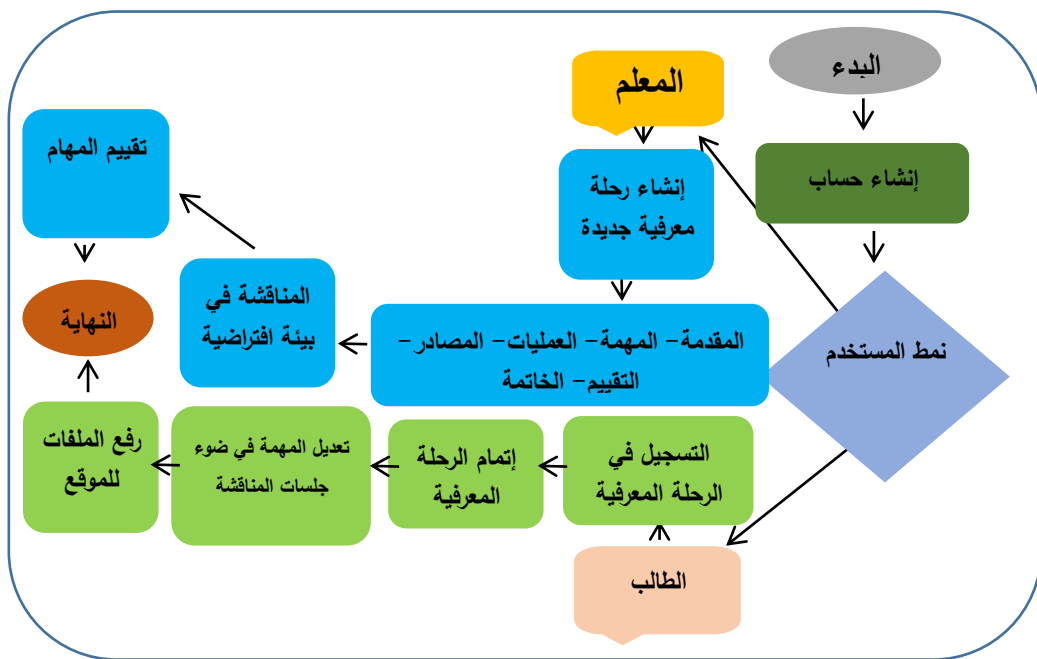 البدء
إنشاء حساب
نمط المستخدم
المعلم
إنشاء رحلة
معرفية جديدة
المقدمة- المهمة- العمليات- المصادر-
التقييم- الخاتمة
المناقشة في
بيئة افتراضية
تقييم المهام
النهاية
الطالب
التسجيل في
الرحلة المعرفية
إتمام الرحلة
المعرفية
تعديل المهمة في ضوء
جلسات المناقشة
رفع الملفات
للموقع